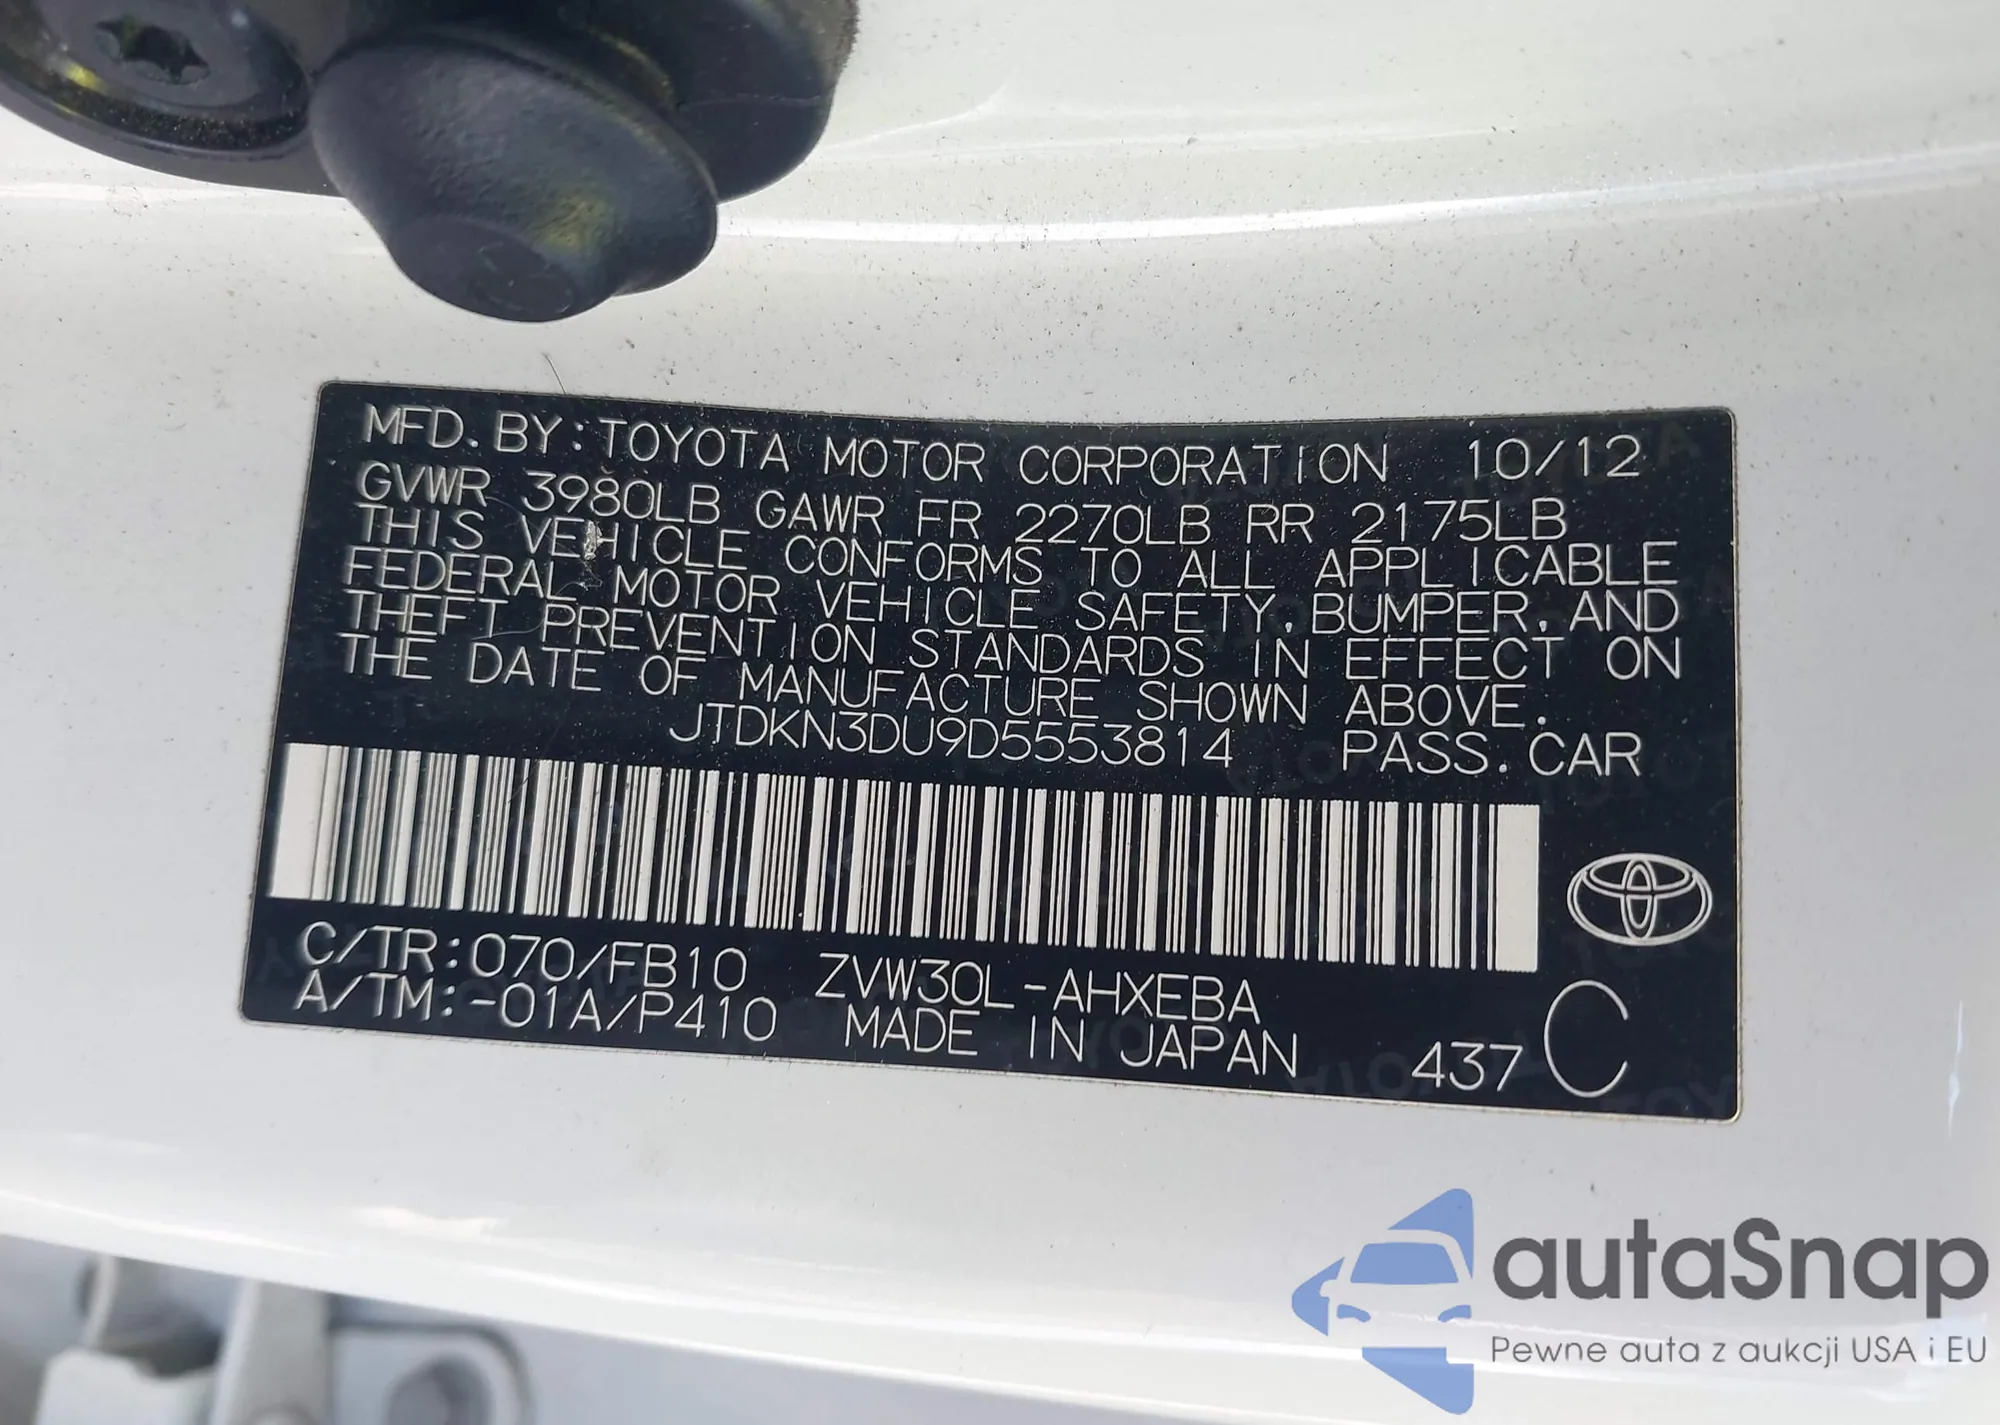 MFD. BY:TOYOTA MOTOR CORPORATION 10/12
GVWR 3980LB GAWR FR 2270LB RR 2175LB
THIS VEHICLE CONFORMS TO ALL APPLICABLE
FEDERAL MOTOR VEHICLE SAFETY,BUMPER,AND
THEFT PREVENTION STANDARDS IN EFFECT ON
THE DATE OF MANUFACTURE SHOWN ABOVE.
JTDKN3DU9D5553814 PASS.CAR
C/TR:070/FB10 ZVW30L-AHXEBA
A/TM:-01A/P410 MADE IN JAPAN 437 C
autaSnap
Pewne auta z aukcji USA i EU